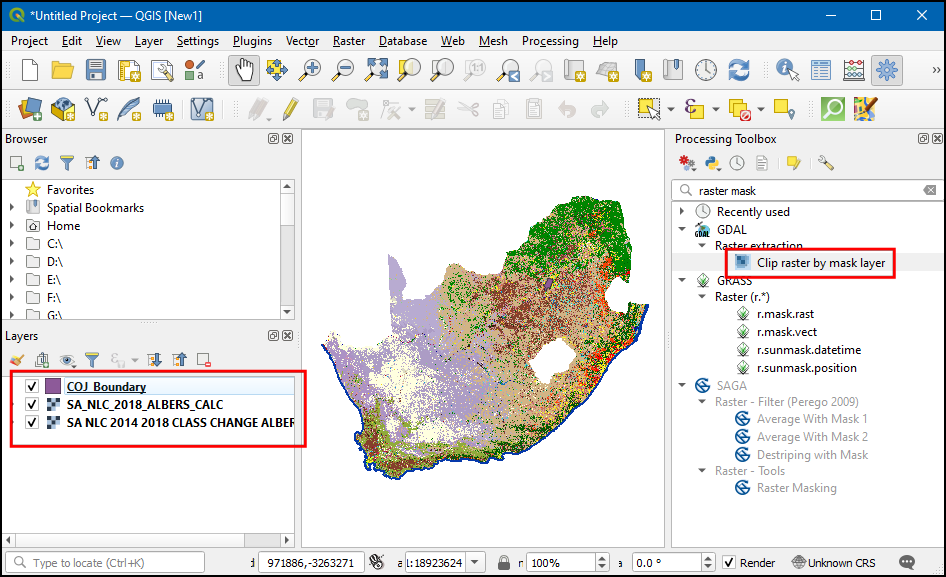 *Untitled Project — QGIS [New1]
Project Edit View Layer Settings Plugins Vector Raster Database Web Mesh Processing Help
Browser
Favorites
Spatial Bookmarks
Home
C:\
D:\
E:\
F:\
G:\
Layers
COJ_Boundary
SA_NLC_2018_ALBERS_CALC
SA NLC 2014 2018 CLASS CHANGE ALBER
Processing Toolbox
raster mask
Recently used
GDAL
Raster extraction
Clip raster by mask layer
GRASS
Raster (r.*)
r.mask.rast
r.mask.vect
r.sunmask.datetime
r.sunmask.position
SAGA
Raster - Filter (Perego 2009)
Average With Mask 1
Average With Mask 2
Destriping with Mask
Raster - Tools
Raster Masking
Type to locate (Ctrl+K) 971886,-3263271 1:18923624 100% 0.0 ° Render Unknown CRS